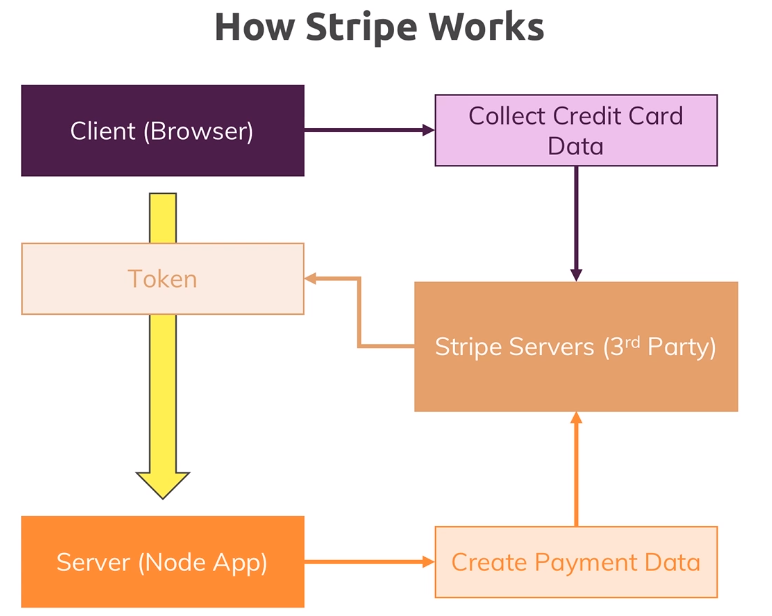 How Stripe Works
Client (Browser)
Collect Credit Card
Data
Token
Stripe Servers (3rd Party)
Server (Node App)
Create Payment Data